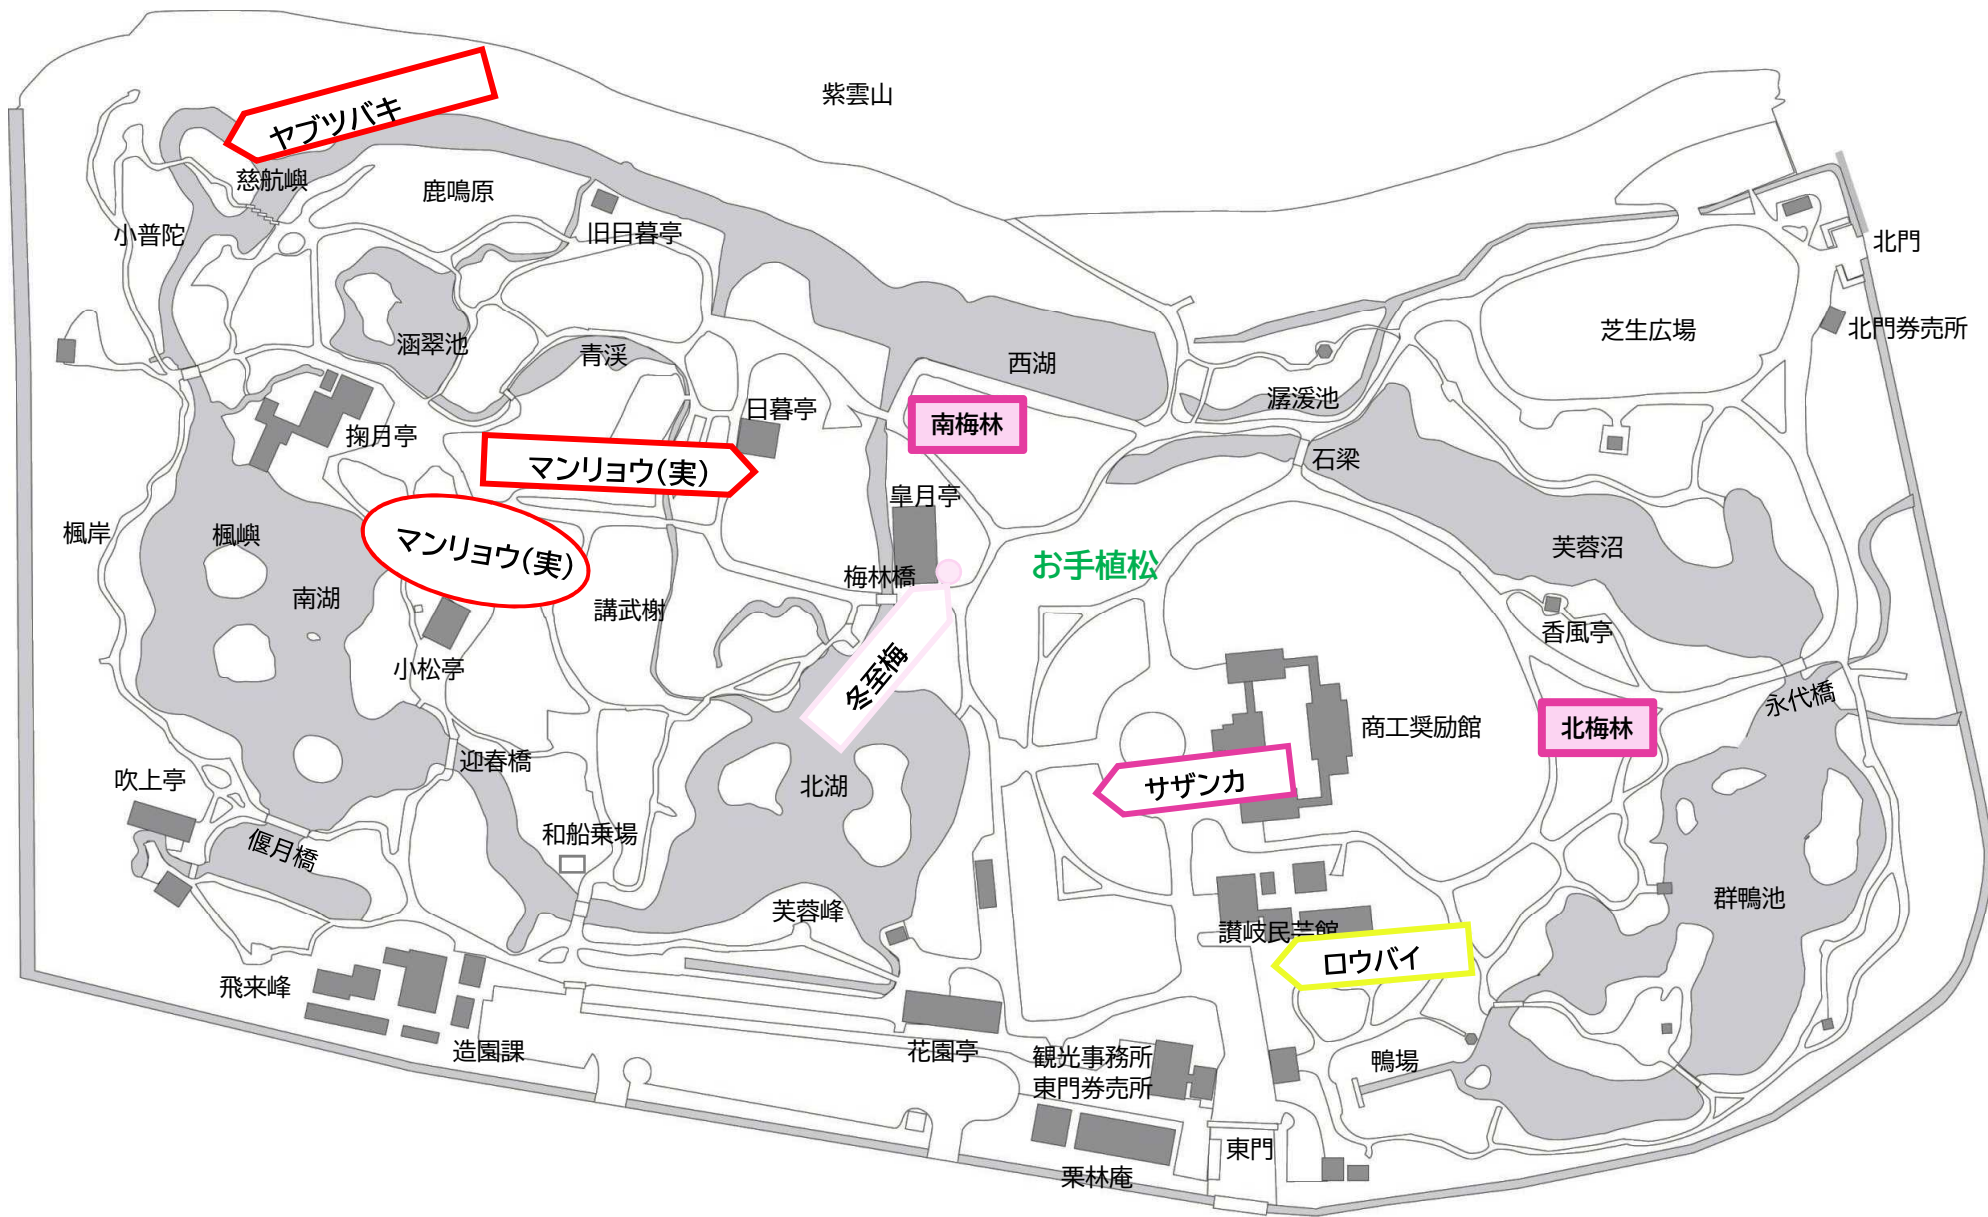 紫雲山
ヤブツバキ
慈航嶼
鹿鳴原
小普陀
旧日暮亭
北門
北門券売所
芝生広場
涵翠池
青渓
西湖
潺湲池
日暮亭
南梅林
掬月亭
マンリョウ(実)
石梁
皐月亭
楓岸
楓嶼
マンリョウ(実)
芙蓉沼
お手植松
梅林橋
南湖
講武榭
香風亭
小松亭
冬至梅
永代橋
商工奨励館
北梅林
迎春橋
吹上亭
北湖
サザンカ
和船乗場
偃月橋
群鴨池
芙蓉峰
讃岐民芸館
ロウバイ
飛来峰
造園課
花園亭
観光事務所
東門券売所
鴨場
東門
栗林庵